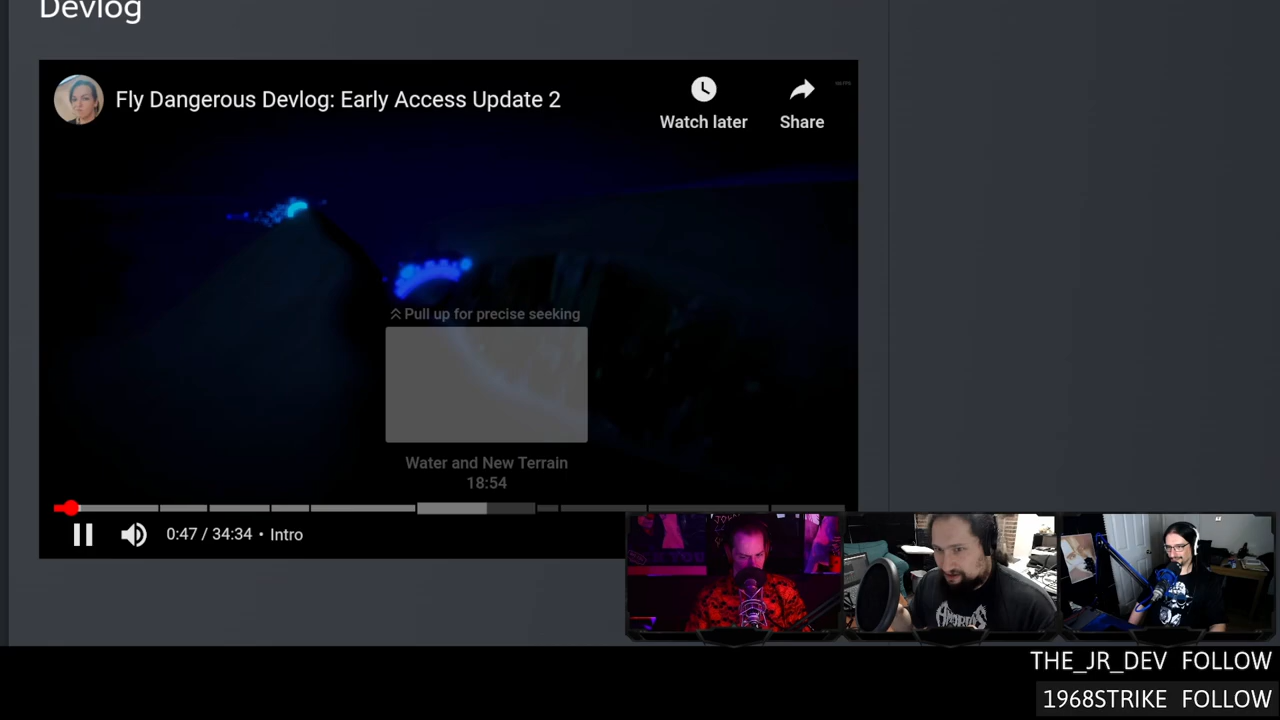 Devlog
Fly Dangerous Devlog: Early Access Update 2
Watch later
Share
Pull up for precise seeking
Water and New Terrain
18:54
0:47 / 34:34 • Intro
THE_JR_DEV FOLLOW
1968STRIKE FOLLOW